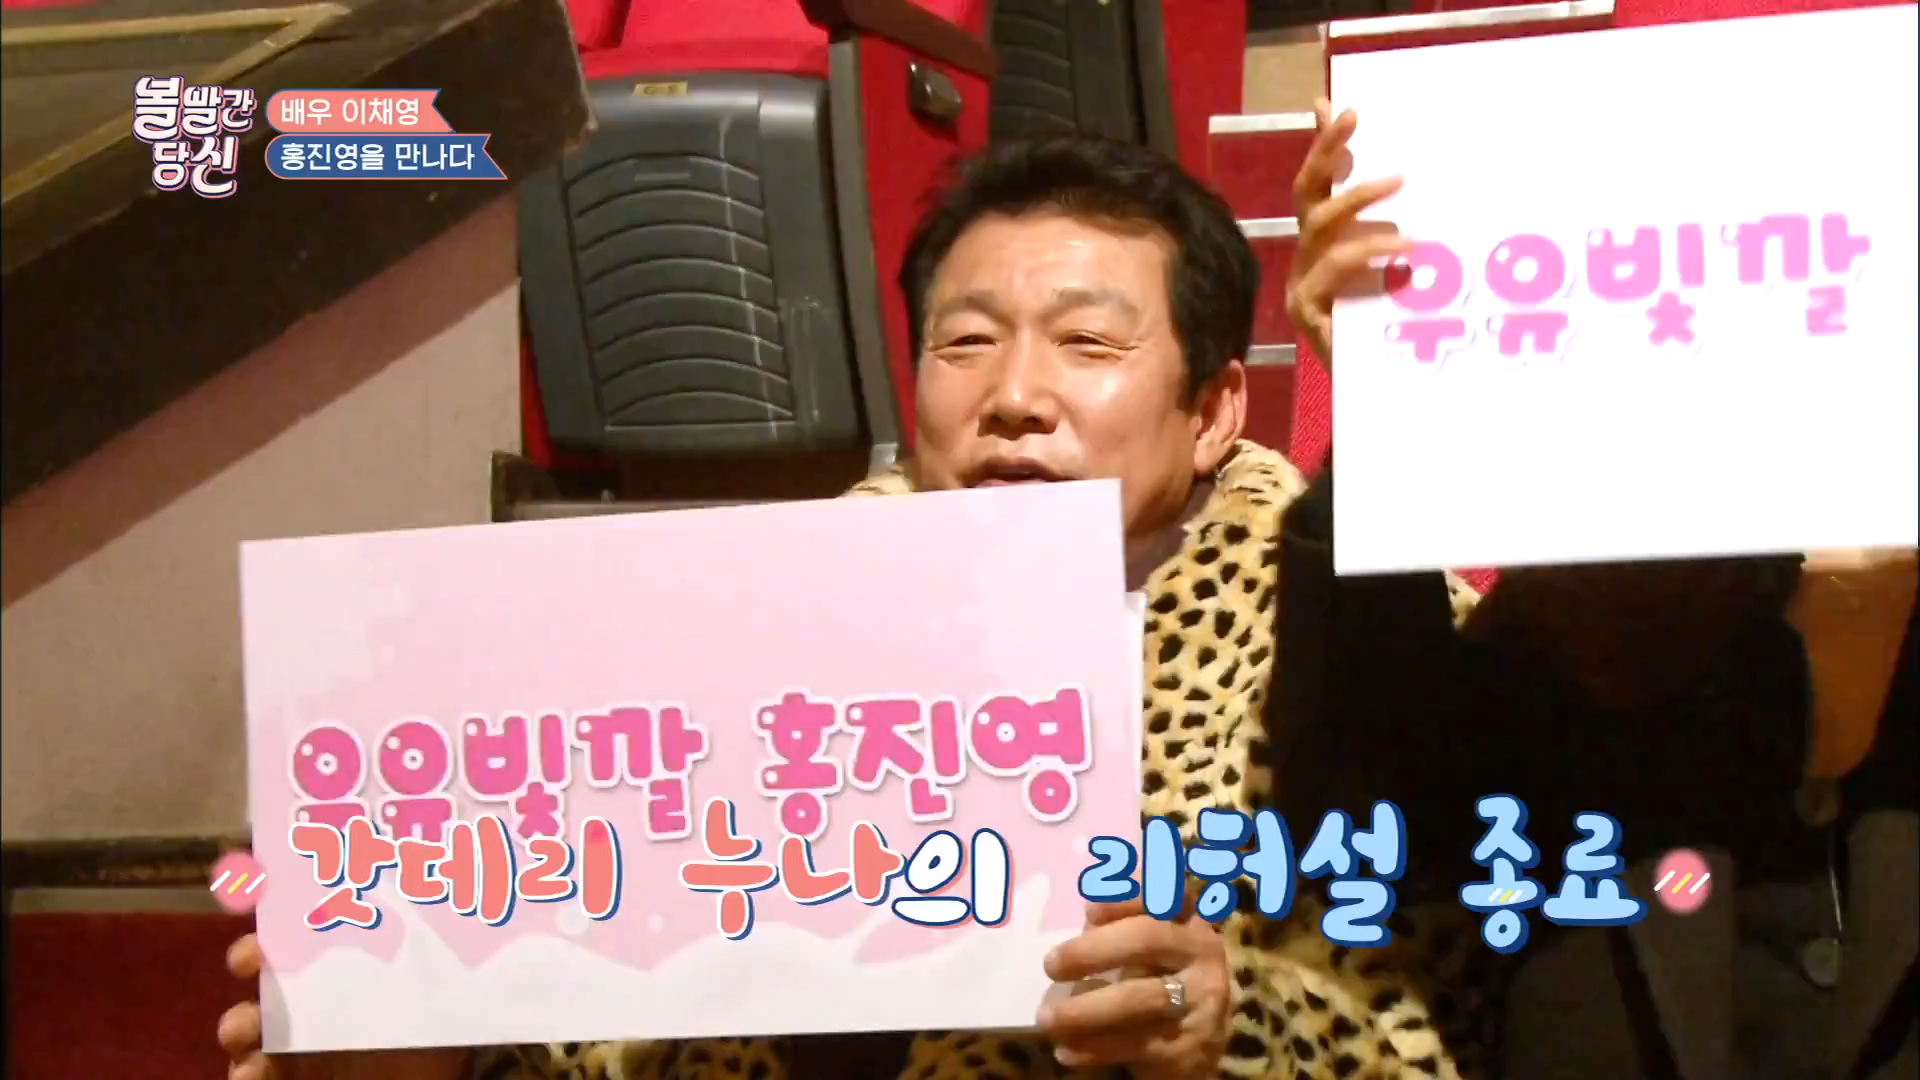 볼빨간
당신
배우 이채영
홍진영을 만나다
G-5
우유빛깔
우유빛깔 홍진영
갓데리 누나의 리허설 종료